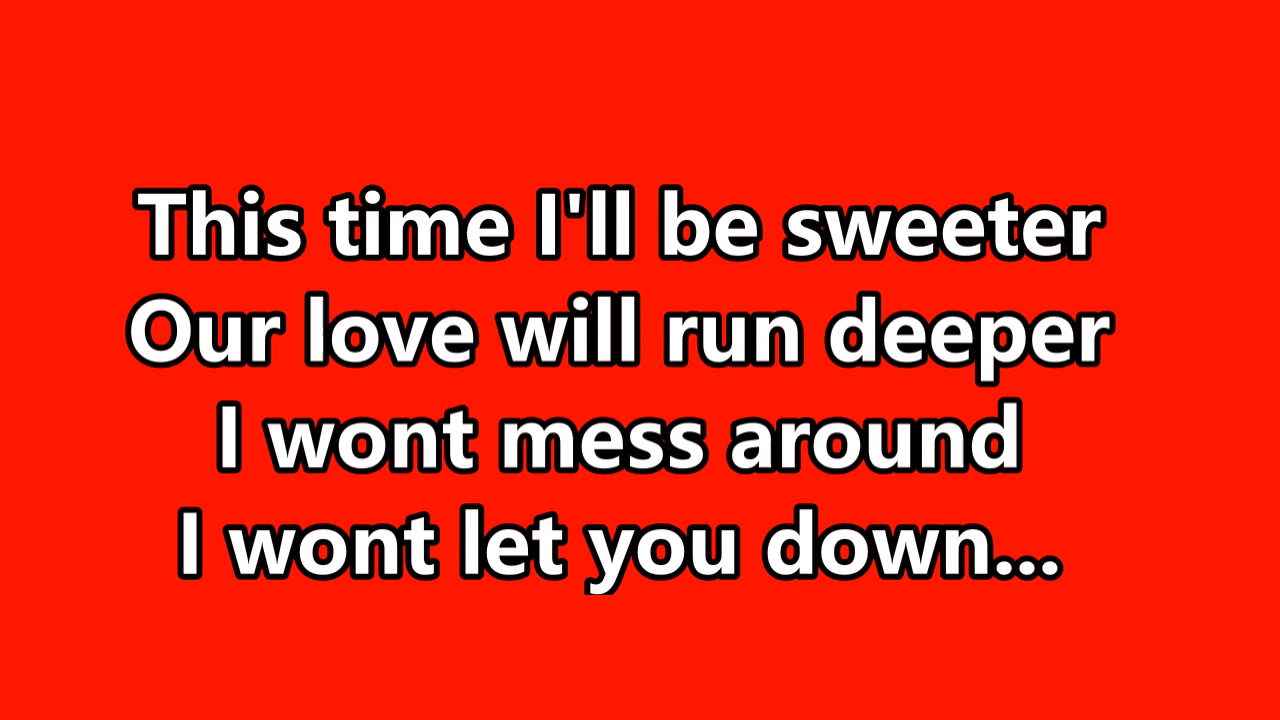 This time I'll be sweeter
Our love will run deeper
I wont mess around
I wont let you down...